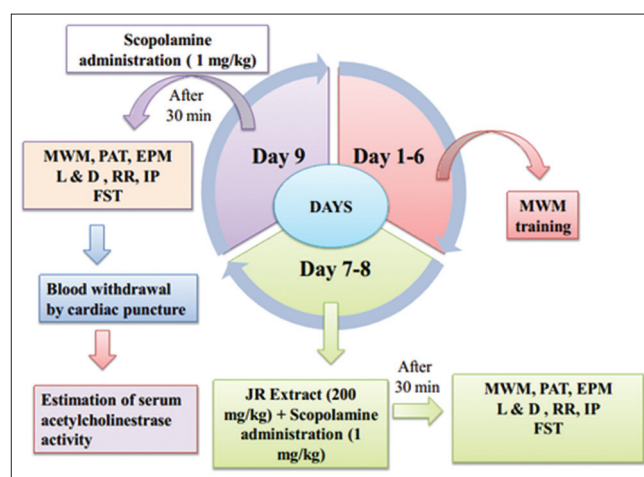 Scopolamine
administration ( 1 mg/kg)
After
30 min
MWM, PAT, EPM
L & D , RR, IP
FST
Blood withdrawal
by cardiac puncture
Estimation of serum
acetylcholinestrase
activity
Day 9
Day 1-6
DAYS
Day 7-8
MWM
training
JR Extract (200
mg/kg) + Scopolamine
administration (1
mg/kg)
After
30 min
MWM, PAT, EPM
L & D , RR, IP
FST